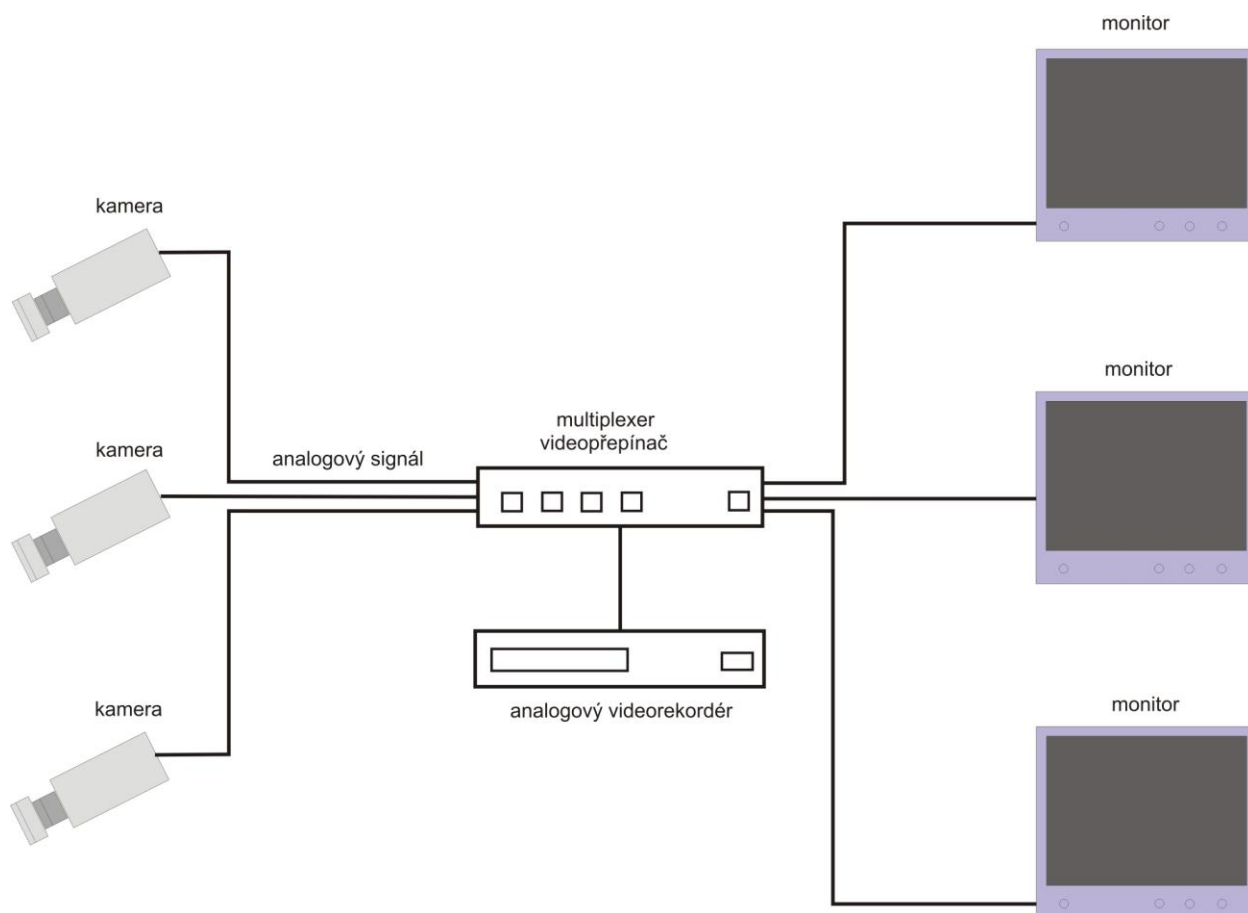 monitor
kamera
monitor
multiplexer
videopřepínač
kamera
analogový signál
kamera
analogový videorekordér
monitor